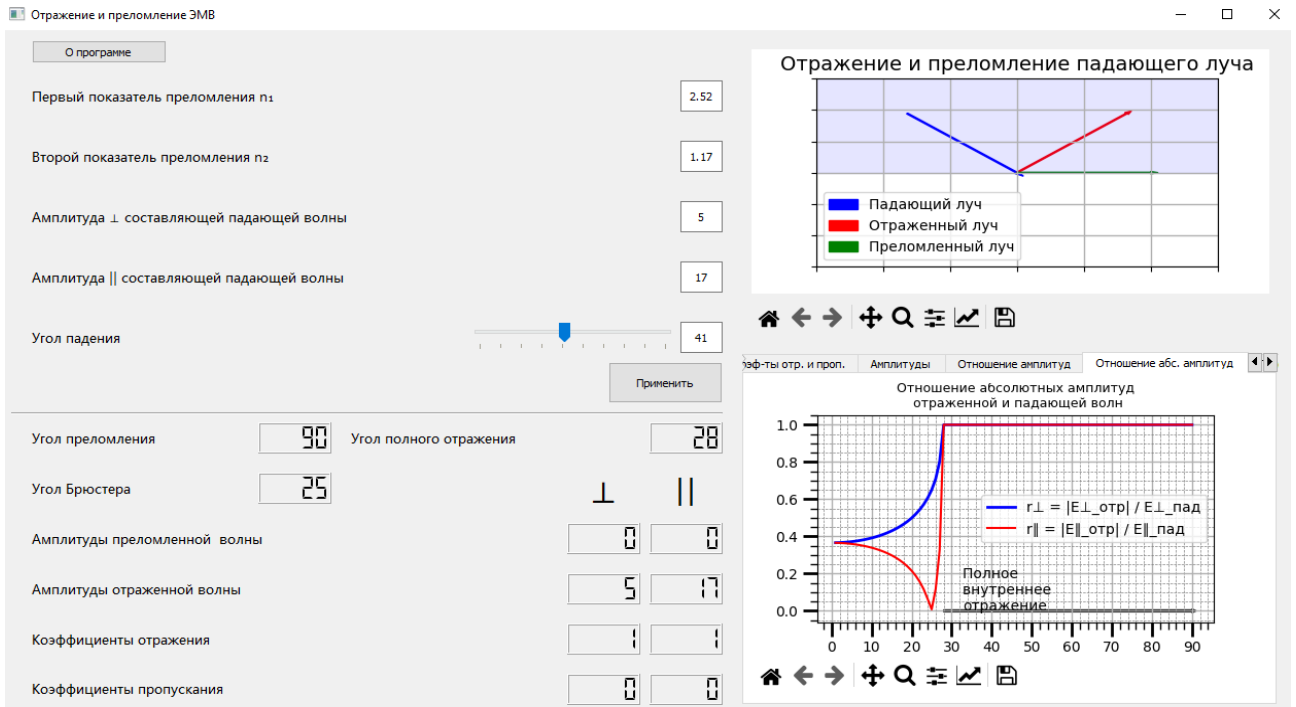 Отражение и преломление ЭМВ
О программе
Первый показатель преломления n₁
2.52
Второй показатель преломления n₂
1.17
Амплитуда ⊥ составляющей падающей волны
5
Амплитуда || составляющей падающей волны
17
Угол падения
41
Применить
Угол преломления
90
Угол полного отражения
28
Угол Брюстера
25
⊥ ||
Амплитуды преломленной волны
0 0
Амплитуды отраженной волны
5 17
Коэффициенты отражения
1 1
Коэффициенты пропускания
0 0
Отражение и преломление падающего луча
Падающий луч
Отраженный луч
Преломленный луч
отр. и проп.
Амплитуды
Отношение амплитуд
Отношение абс. амплитуд
Отношение абсолютных амплитуд
отраженной и падающей волн
1.0
0.8
0.6
0.4
0.2
0.0
r⊥ = |E⊥_отр| / E⊥_пад
r∥ = |E∥_отр| / E∥_пад
Полное
внутреннее
отражение
0 10 20 30 40 50 60 70 80 90